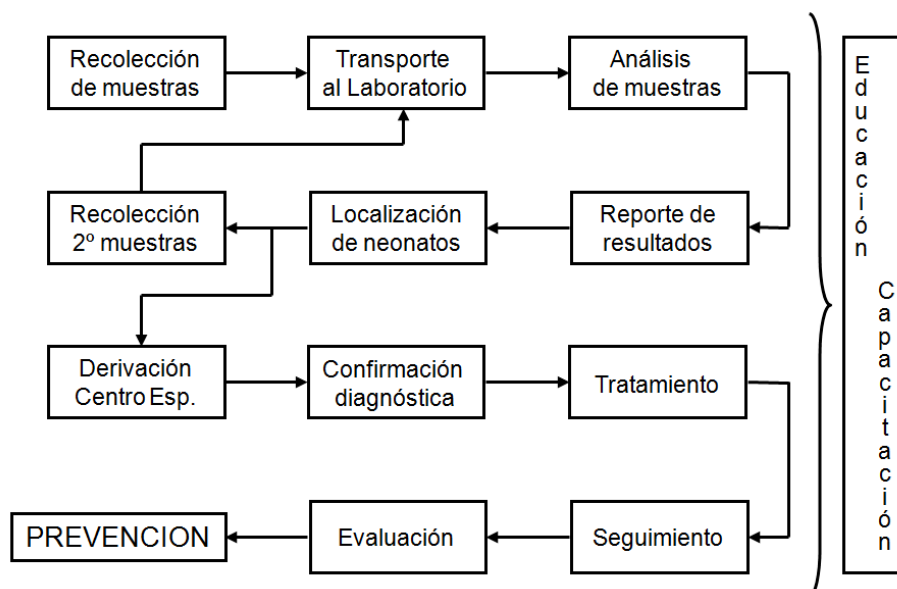 Recolección
de muestras
Transporte
al Laboratorio
Análisis
de muestras
Recolección
2º muestras
Localización
de neonatos
Reporte de
resultados
Derivación
Centro Esp.
Confirmación
diagnóstica
Tratamiento
PREVENCION
Evaluación
Seguimiento
Educación
Capacitación